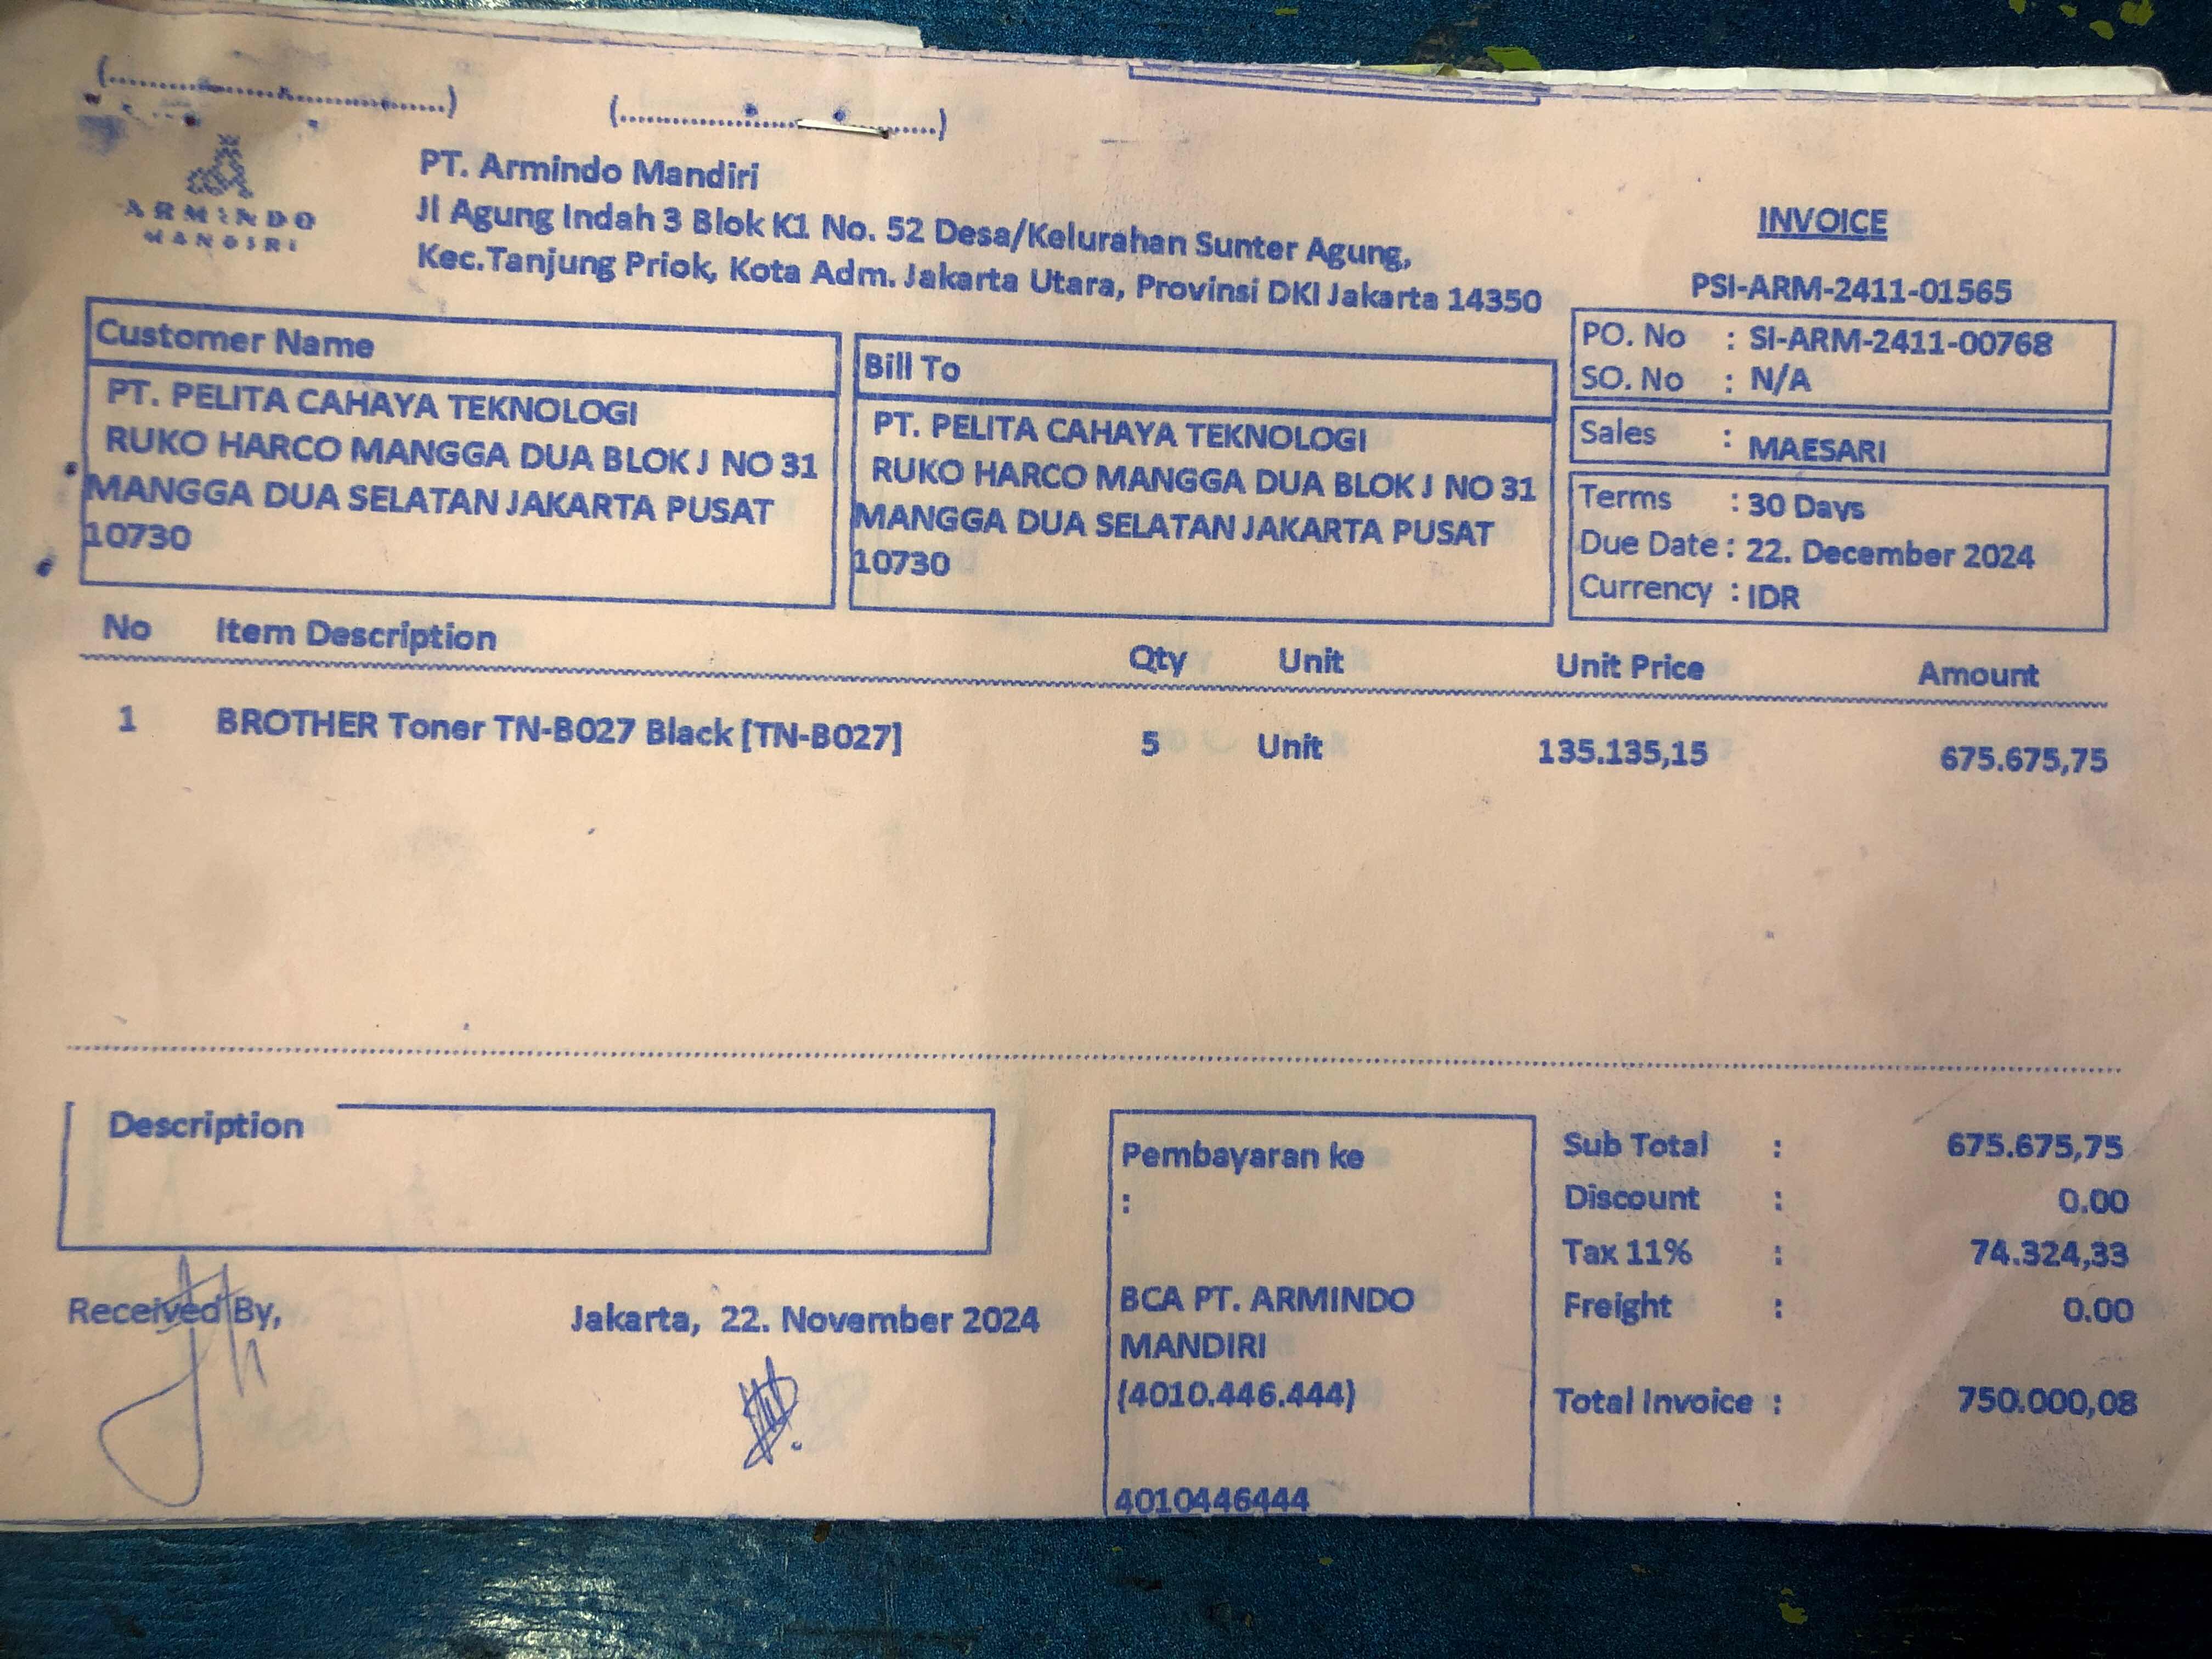 (..............................)
(..............................)
ARMINDO
MANDIRI
PT. Armindo Mandiri
Jl Agung Indah 3 Blok K1 No. 52 Desa/Kelurahan Sunter Agung,
Kec.Tanjung Priok, Kota Adm. Jakarta Utara, Provinsi DKI Jakarta 14350
INVOICE
PSI-ARM-2411-01565
Customer Name
PT. PELITA CAHAYA TEKNOLOGI
RUKO HARCO MANGGA DUA BLOK J NO 31
MANGGA DUA SELATAN JAKARTA PUSAT
10730
Bill To
PT. PELITA CAHAYA TEKNOLOGI
RUKO HARCO MANGGA DUA BLOK J NO 31
MANGGA DUA SELATAN JAKARTA PUSAT
10730
PO. No : SI-ARM-2411-00768
SO. No : N/A
Sales : MAESARI
Terms : 30 Days
Due Date : 22. December 2024
Currency : IDR
No Item Description Qty Unit Unit Price Amount
1 BROTHER Toner TN-B027 Black [TN-B027] 5 Unit 135.135,15 675.675,75
Description
Received By,
Jakarta, 22. November 2024
Pembayaran ke
:
BCA PT. ARMINDO
MANDIRI
(4010.446.444)
4010446444
Sub Total : 675.675,75
Discount : 0.00
Tax 11% : 74.324,33
Freight : 0.00
Total Invoice : 750.000,08